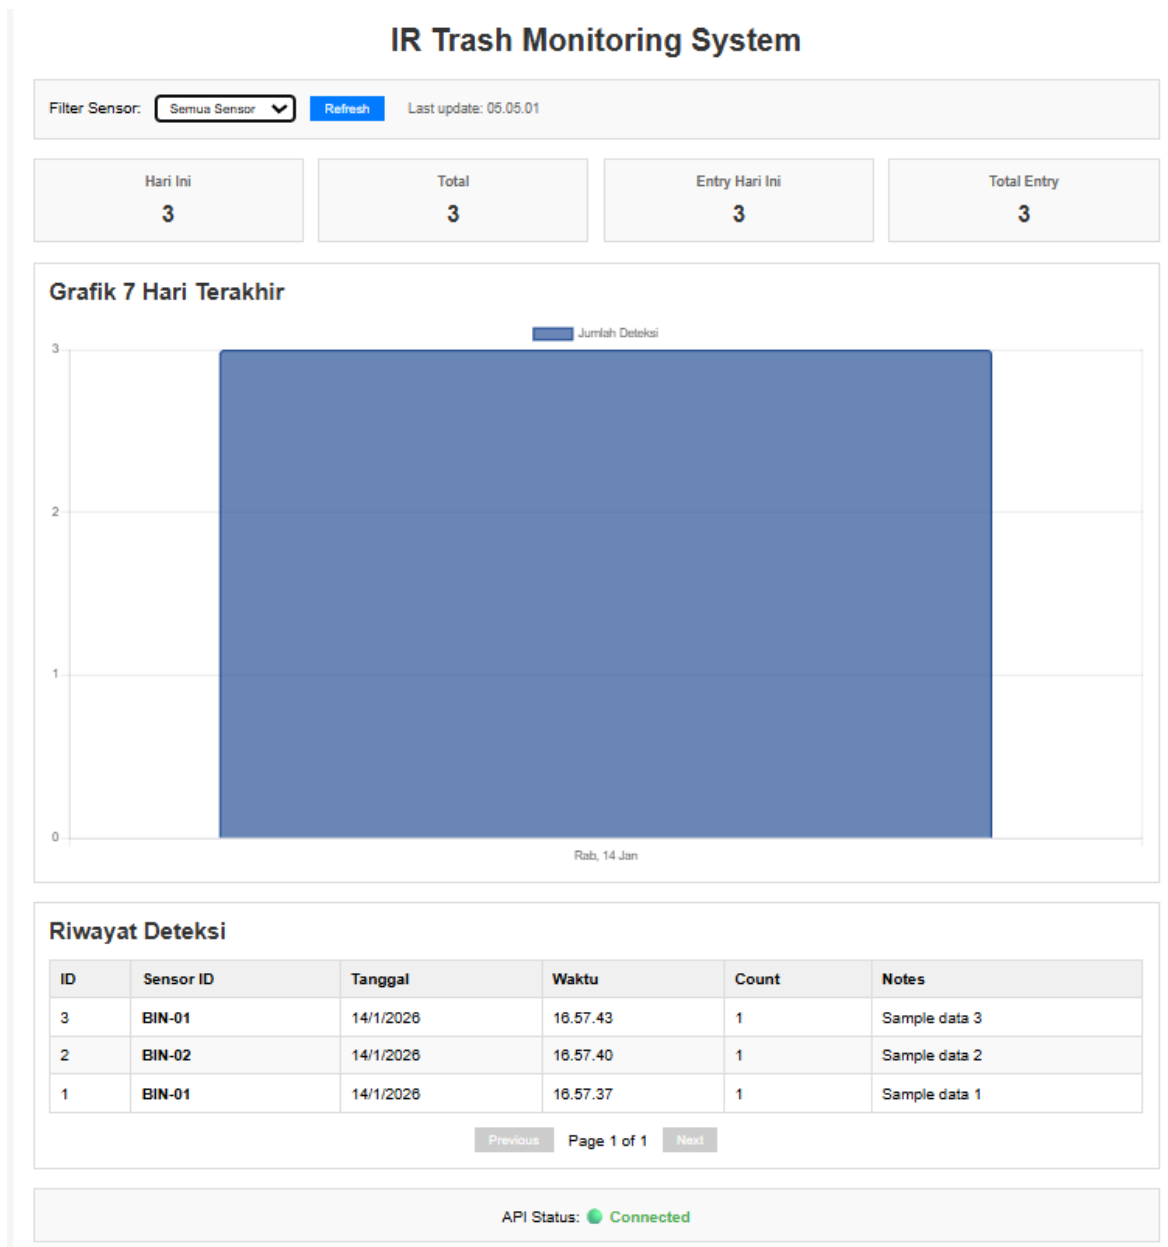 IR Trash Monitoring System
Filter Sensor: Semua Sensor Refresh Last update: 05.05.01
Hari Ini Total Entry Hari Ini Total Entry
3 3 3 3
Grafik 7 Hari Terakhir
Jumlah Deteksi
3
2
1
0
Rab, 14 Jan
Riwayat Deteksi
ID Sensor ID Tanggal Waktu Count Notes
3 BIN-01 14/1/2026 16.57.43 1 Sample data 3
2 BIN-02 14/1/2026 16.57.40 1 Sample data 2
1 BIN-01 14/1/2026 16.57.37 1 Sample data 1
Previous Page 1 of 1 Next
API Status: Connected